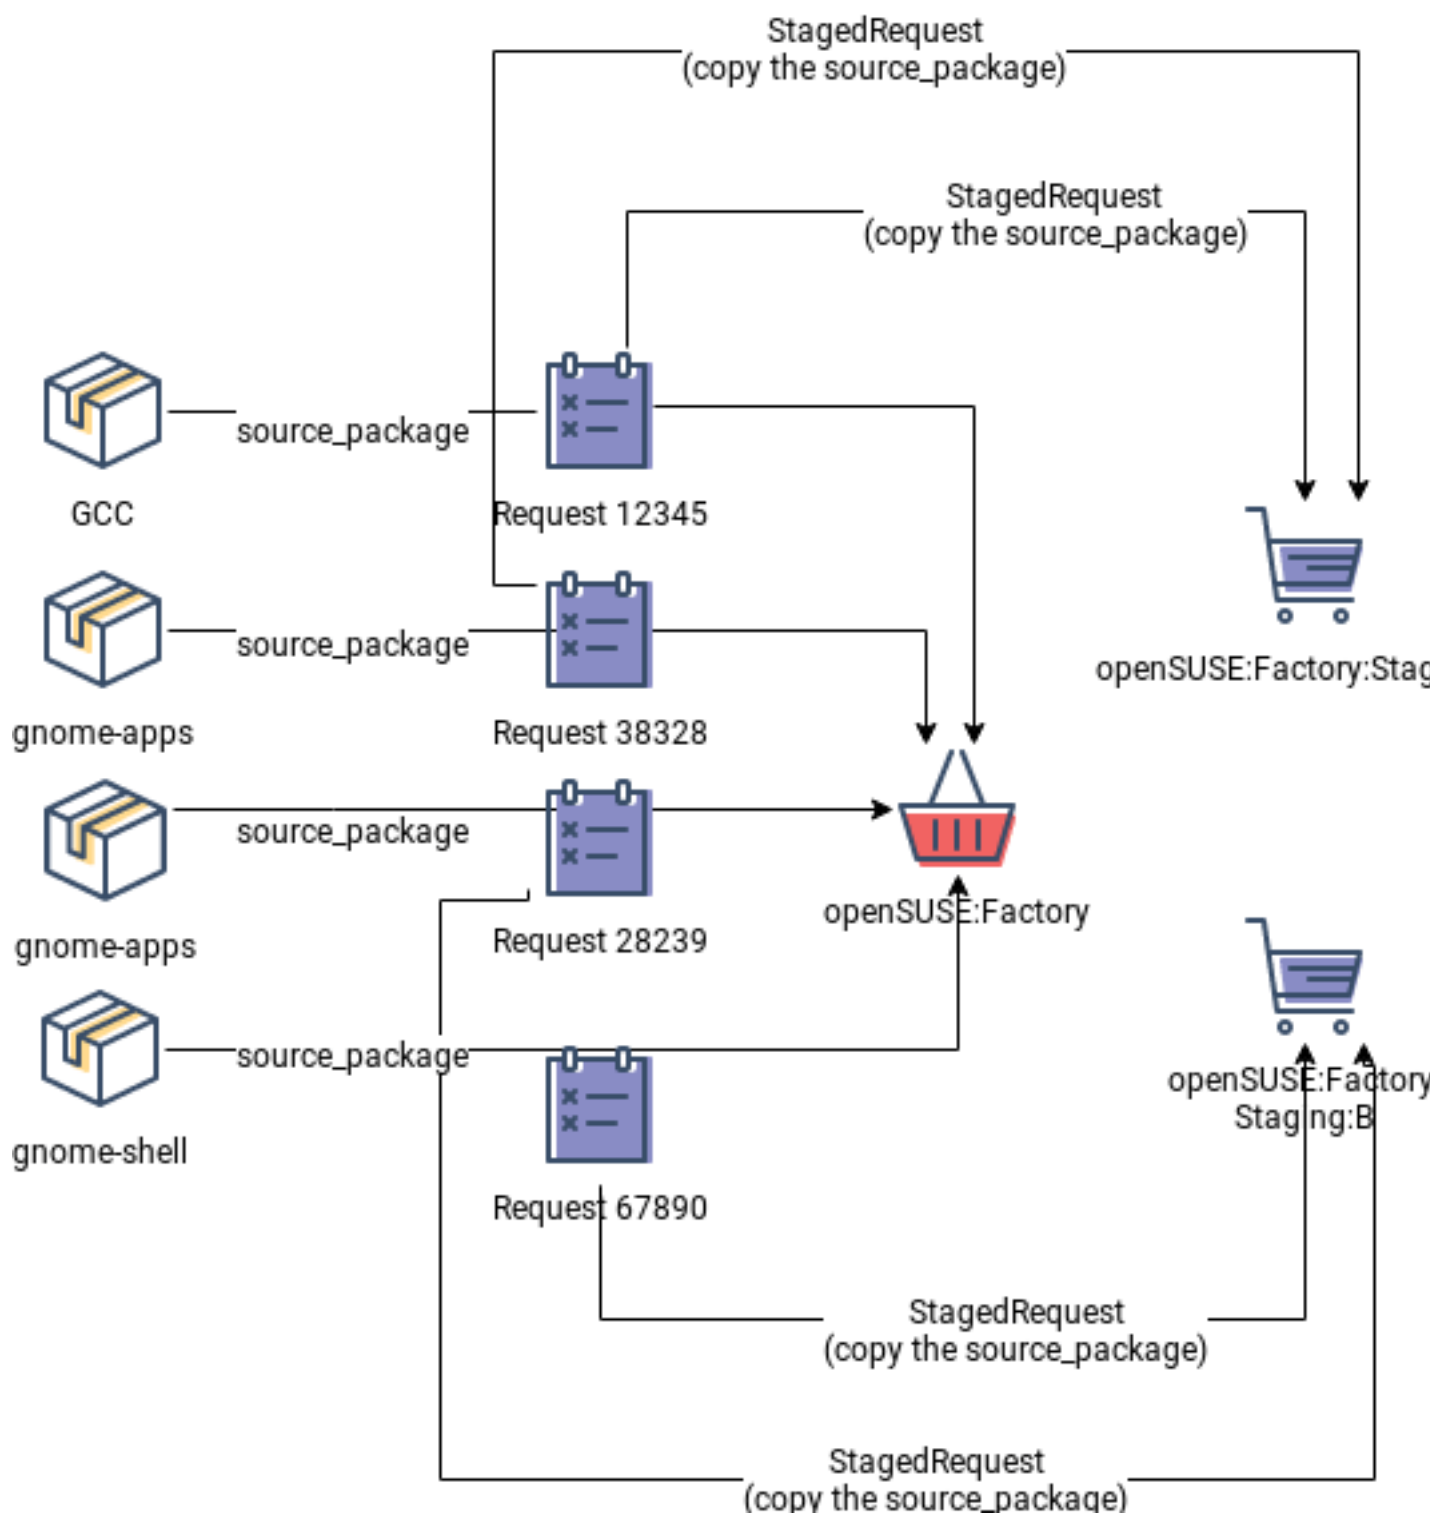 StagedRequest
(copy the source_package)
StagedRequest
(copy the source_package)
source_package
GCC
Request 12345
source_package
openSUSE:Factory:Stag
gnome-apps
Request 38328
source_package
openSUSE:Factory
gnome-apps
Request 28239
source_package
openSUSE:Factory
Staging:B
gnome-shell
Request 67890
StagedRequest
(copy the source_package)
StagedRequest
(copy the source_package)